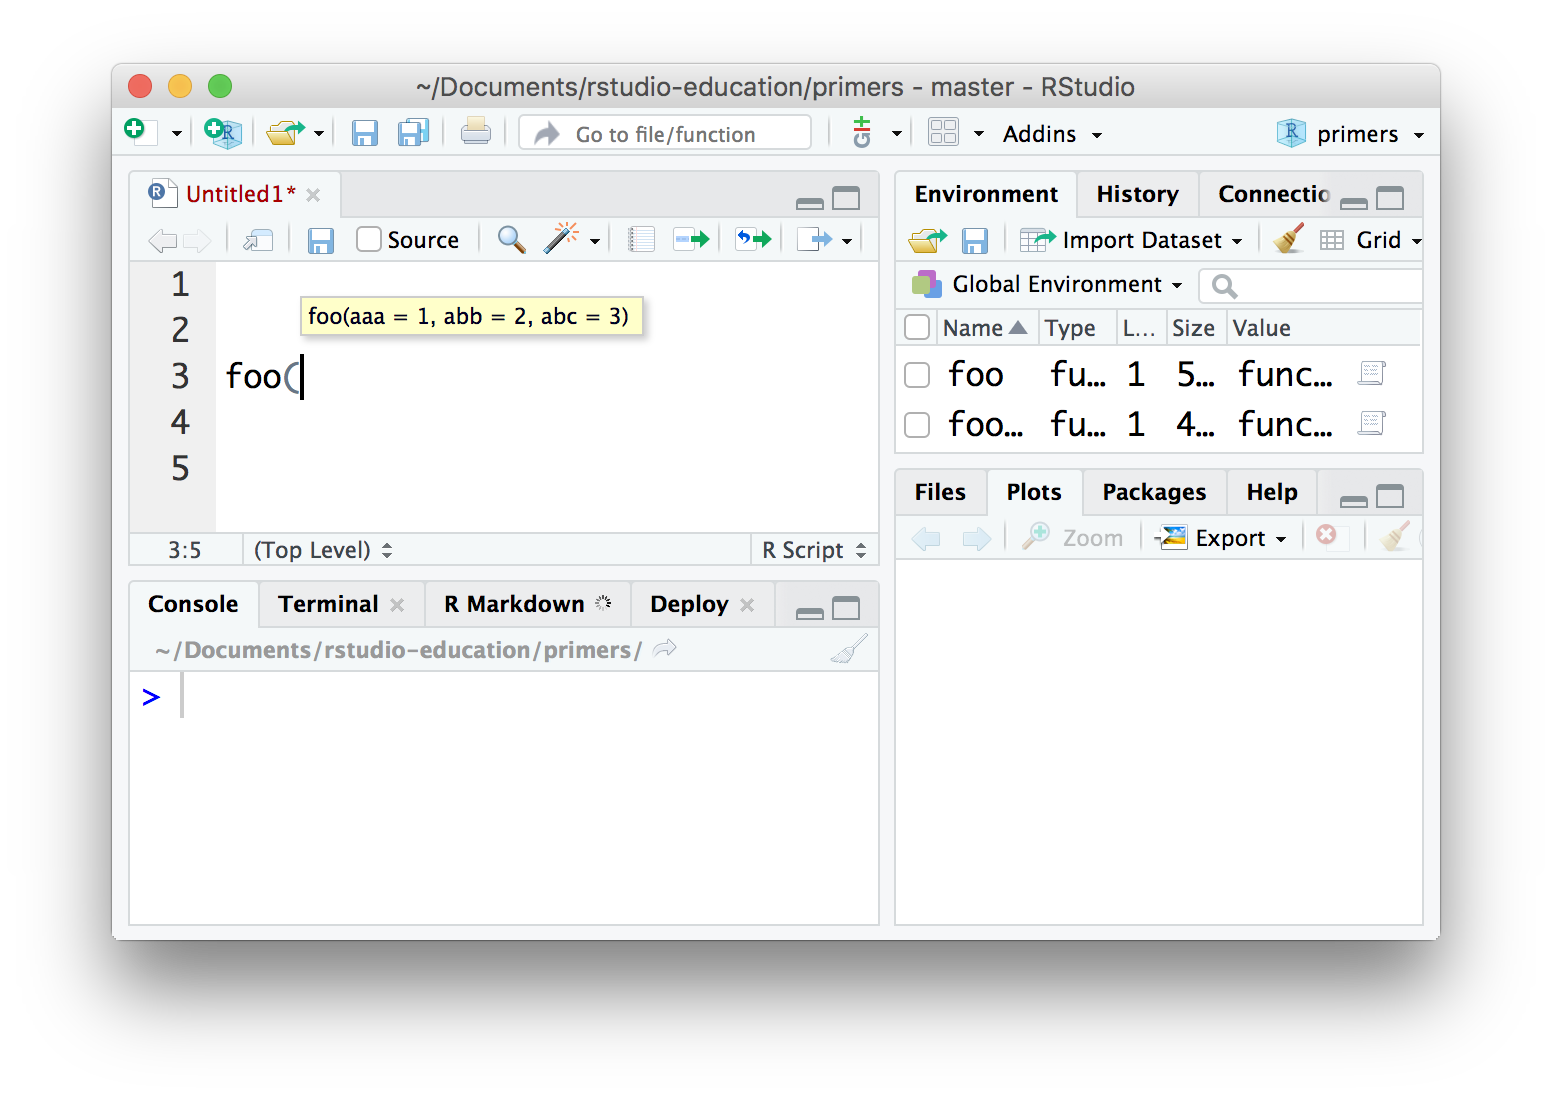 ~/Documents/rstudio-education/primers - master - RStudio
Go to file/function
Addins
primers
Untitled1*
Source
1
2
foo(aaa = 1, abb = 2, abc = 3)
3 foo(
4
5
3:5 (Top Level) R Script
Console Terminal R Markdown Deploy
~/Documents/rstudio-education/primers/
>
Environment History Connectio
Import Dataset Grid
Global Environment
Name Type L... Size Value
foo fu... 1 5... func...
foo... fu... 1 4... func...
Files Plots Packages Help
Zoom Export